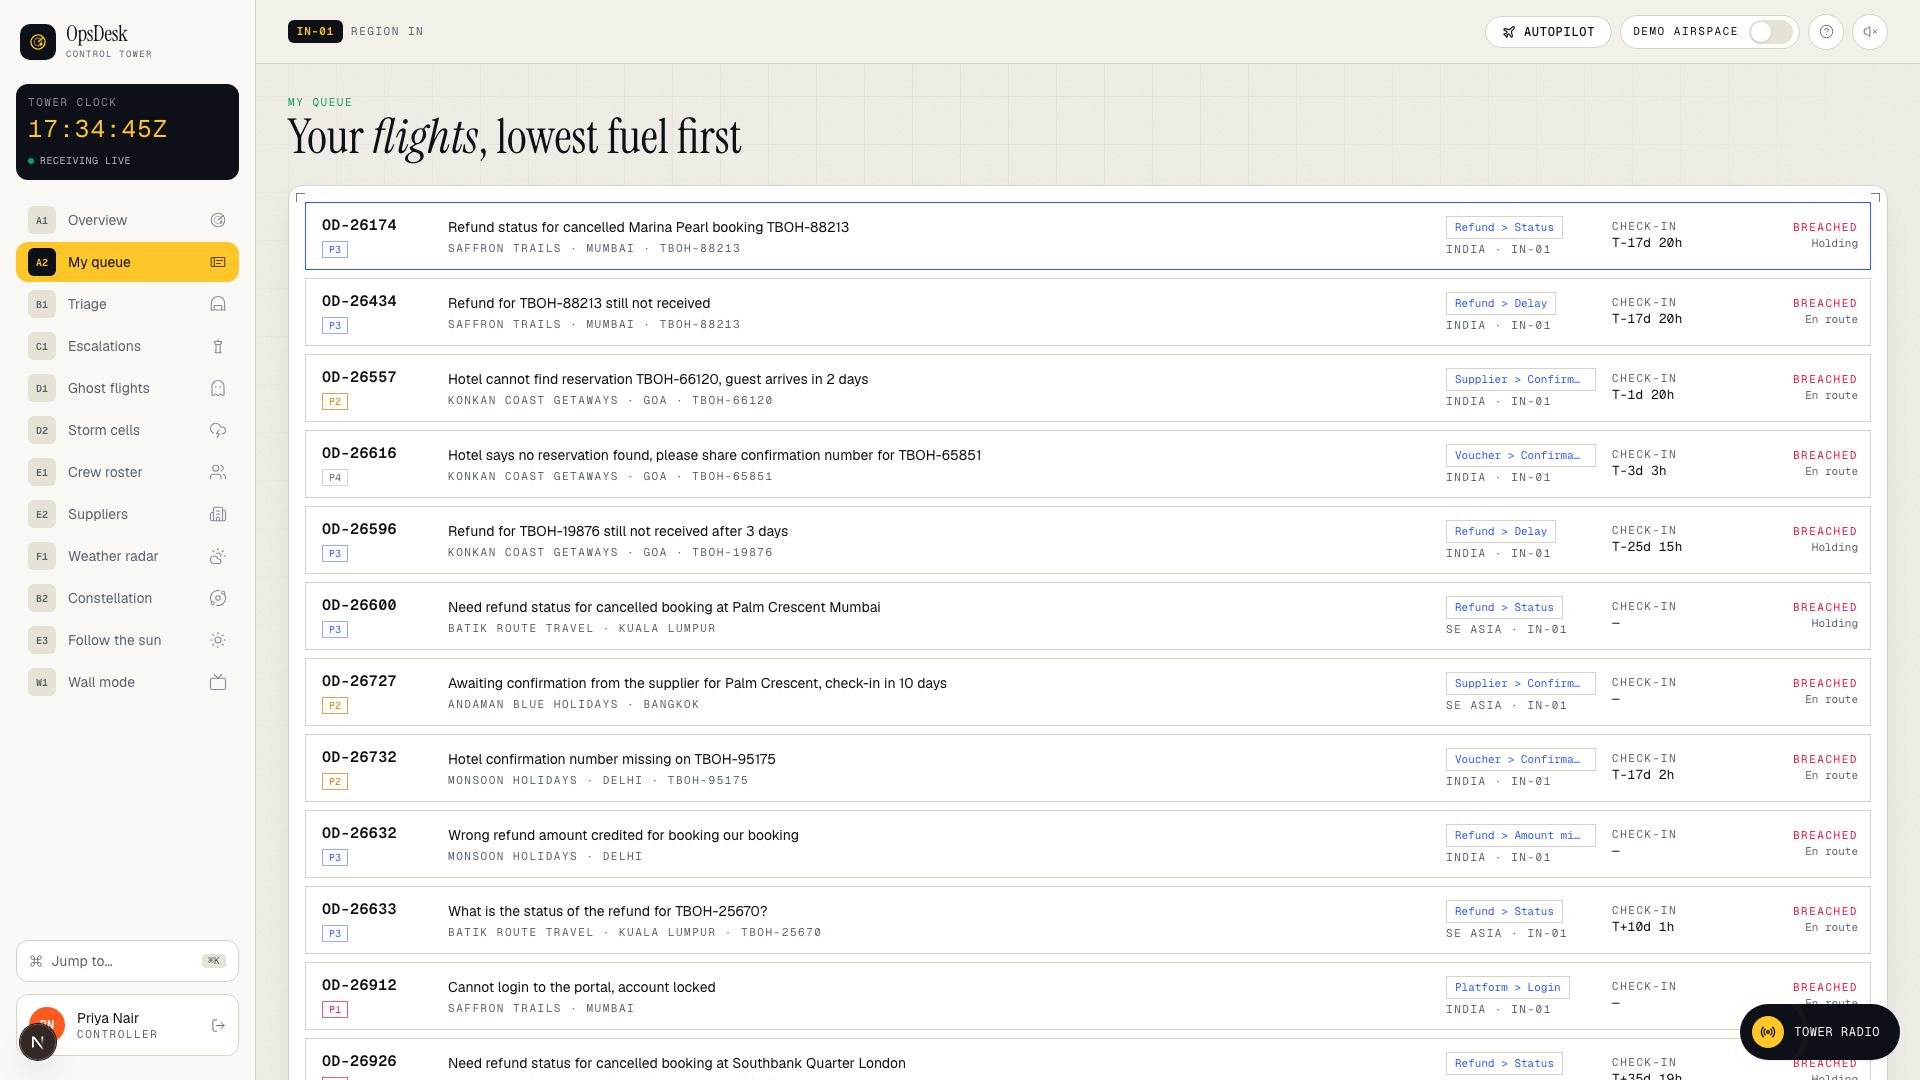 OpsDesk
CONTROL TOWER
TOWER CLOCK
17:34:45Z
RECEIVING LIVE
A1 Overview
A2 My queue
B1 Triage
C1 Escalations
D1 Ghost flights
D2 Storm cells
E1 Crew roster
E2 Suppliers
F1 Weather radar
B2 Constellation
E3 Follow the sun
W1 Wall mode
⌘ Jump to… ⌘K
Priya Nair
CONTROLLER
N
IN-01 REGION IN
AUTOPILOT
DEMO AIRSPACE
MY QUEUE
Your flights, lowest fuel first
OD-26174 Refund status for cancelled Marina Pearl booking TBOH-88213 Refund > Status CHECK-IN BREACHED
P3 SAFFRON TRAILS · MUMBAI · TBOH-88213 INDIA · IN-01 T-17d 20h Holding
OD-26434 Refund for TBOH-88213 still not received Refund > Delay CHECK-IN BREACHED
P3 SAFFRON TRAILS · MUMBAI · TBOH-88213 INDIA · IN-01 T-17d 20h En route
OD-26557 Hotel cannot find reservation TBOH-66120, guest arrives in 2 days Supplier > Confirm… CHECK-IN BREACHED
P2 KONKAN COAST GETAWAYS · GOA · TBOH-66120 INDIA · IN-01 T-1d 20h En route
OD-26616 Hotel says no reservation found, please share confirmation number for TBOH-65851 Voucher > Confirma… CHECK-IN BREACHED
P4 KONKAN COAST GETAWAYS · GOA · TBOH-65851 INDIA · IN-01 T-3d 3h En route
OD-26596 Refund for TBOH-19876 still not received after 3 days Refund > Delay CHECK-IN BREACHED
P3 KONKAN COAST GETAWAYS · GOA · TBOH-19876 INDIA · IN-01 T-25d 15h Holding
OD-26600 Need refund status for cancelled booking at Palm Crescent Mumbai Refund > Status CHECK-IN BREACHED
P3 BATIK ROUTE TRAVEL · KUALA LUMPUR SE ASIA · IN-01 — Holding
OD-26727 Awaiting confirmation from the supplier for Palm Crescent, check-in in 10 days Supplier > Confirm… CHECK-IN BREACHED
P2 ANDAMAN BLUE HOLIDAYS · BANGKOK SE ASIA · IN-01 — En route
OD-26732 Hotel confirmation number missing on TBOH-95175 Voucher > Confirma… CHECK-IN BREACHED
P2 MONSOON HOLIDAYS · DELHI · TBOH-95175 INDIA · IN-01 T-17d 2h En route
OD-26632 Wrong refund amount credited for booking our booking Refund > Amount mi… CHECK-IN BREACHED
P3 MONSOON HOLIDAYS · DELHI INDIA · IN-01 — En route
OD-26633 What is the status of the refund for TBOH-25670? Refund > Status CHECK-IN BREACHED
P3 BATIK ROUTE TRAVEL · KUALA LUMPUR · TBOH-25670 SE ASIA · IN-01 T+10d 1h En route
OD-26912 Cannot login to the portal, account locked Platform > Login CHECK-IN BREACHED
P1 SAFFRON TRAILS · MUMBAI INDIA · IN-01 — En route
OD-26926 Need refund status for cancelled booking at Southbank Quarter London Refund > Status CHECK-IN BREACHED
T+35d 19h Holding
TOWER RADIO